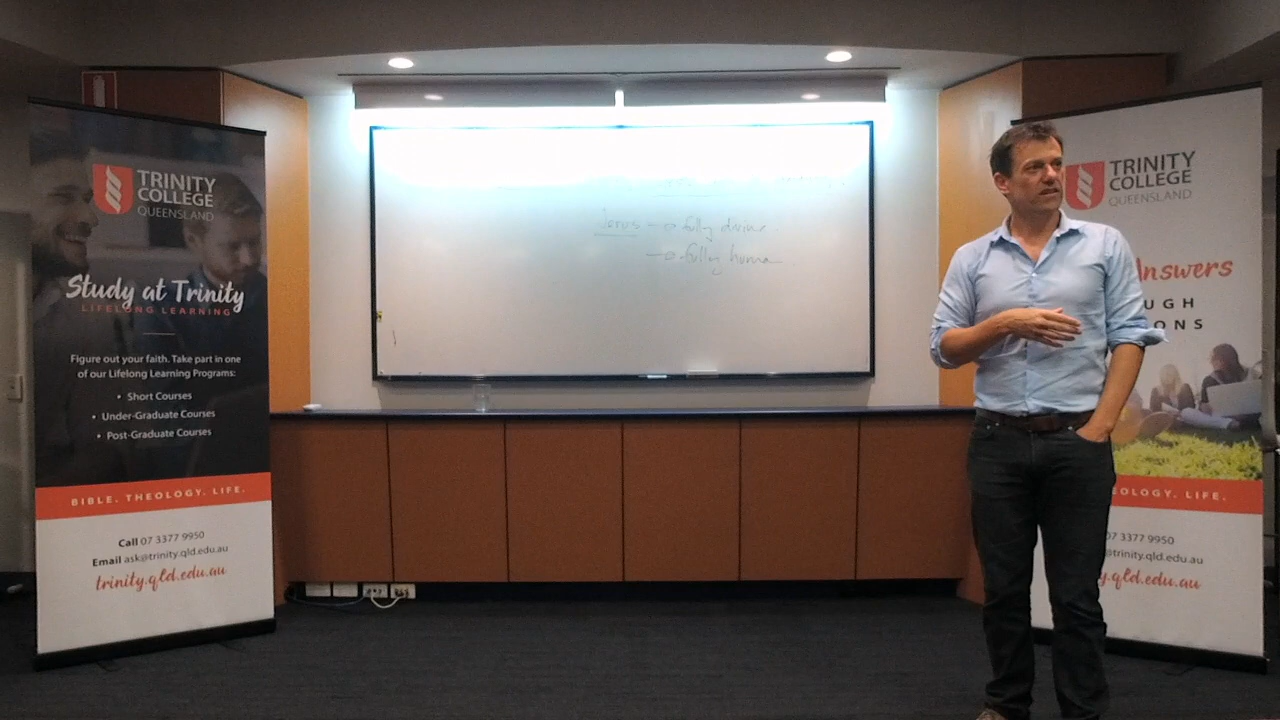 TRINITY
COLLEGE
QUEENSLAND
Study at Trinity
LIFELONG LEARNING
Figure out your faith. Take part in one
of our Lifelong Learning Programs:
• Short Courses
• Under-Graduate Courses
• Post-Graduate Courses
BIBLE. THEOLOGY. LIFE.
Call 07 3377 9950
Email ask@trinity.qld.edu.au
trinity.qld.edu.au
Jesus → fully divine
→ fully human
TRINITY
COLLEGE
QUEENSLAND
Answers
UGH
ONS
EOLOGY. LIFE.
07 3377 9950
@trinity.qld.edu.au
y.qld.edu.au